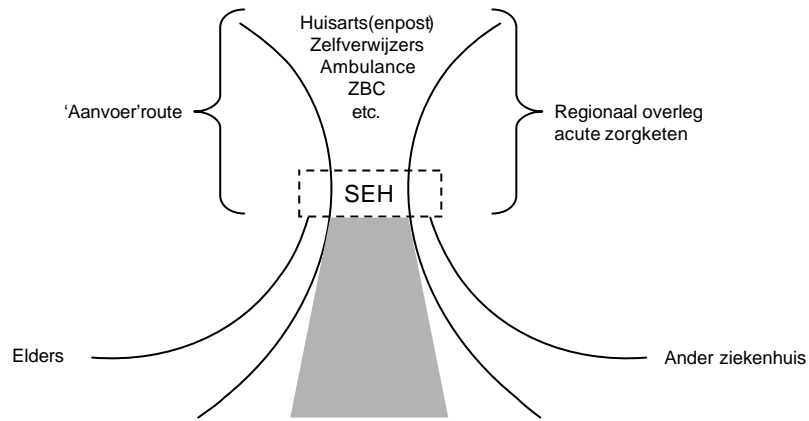 Huisarts(enpost)
Zelfverwijzers
Ambulance
ZBC
etc.
‘Aanvoer’route
Regionaal overleg
acute zorgketen
SEH
Elders
Ander ziekenhuis